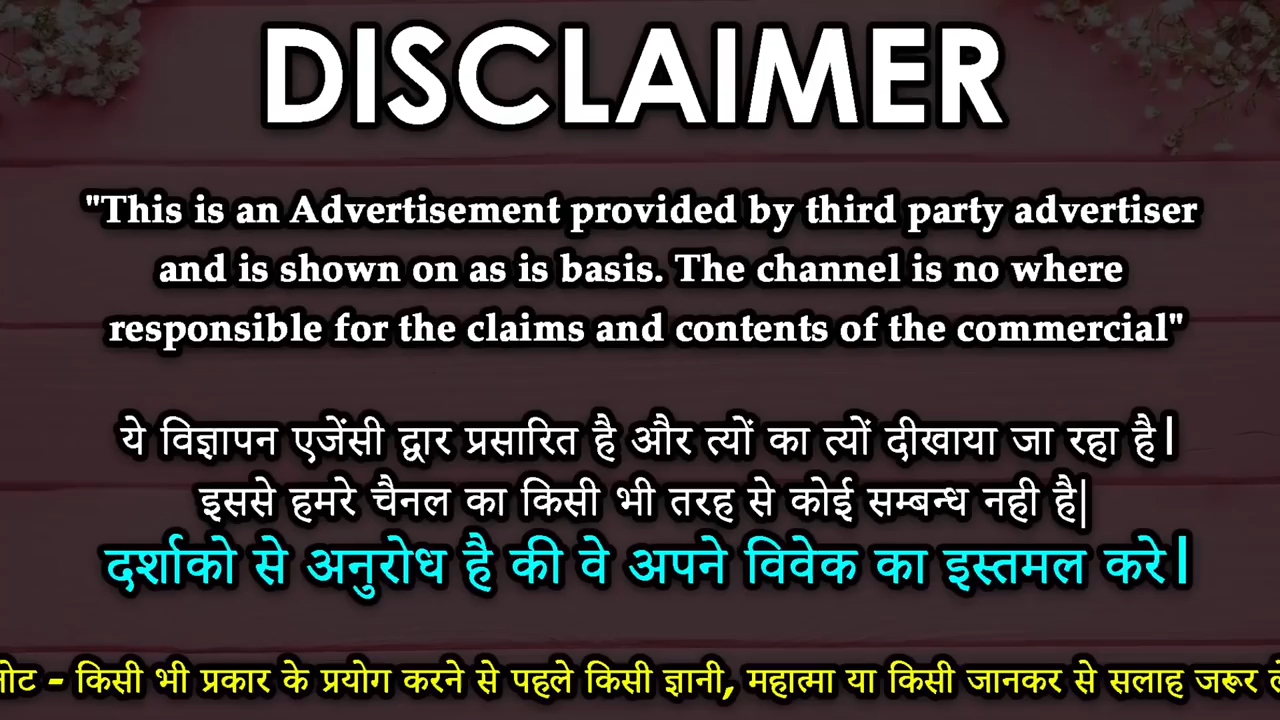 DISCLAIMER
"This is an Advertisement provided by third party advertiser
and is shown on as is basis. The channel is no where
responsible for the claims and contents of the commercial"
ये विज्ञापन एजेंसी द्वार प्रसारित है और त्यों का त्यों दीखाया जा रहा है।
इससे हमरे चैनल का किसी भी तरह से कोई सम्बन्ध नही है|
दर्शाको से अनुरोध है की वे अपने विवेक का इस्तमल करे।
नोट - किसी भी प्रकार के प्रयोग करने से पहले किसी ज्ञानी, महात्मा या किसी जानकर से सलाह जरूर